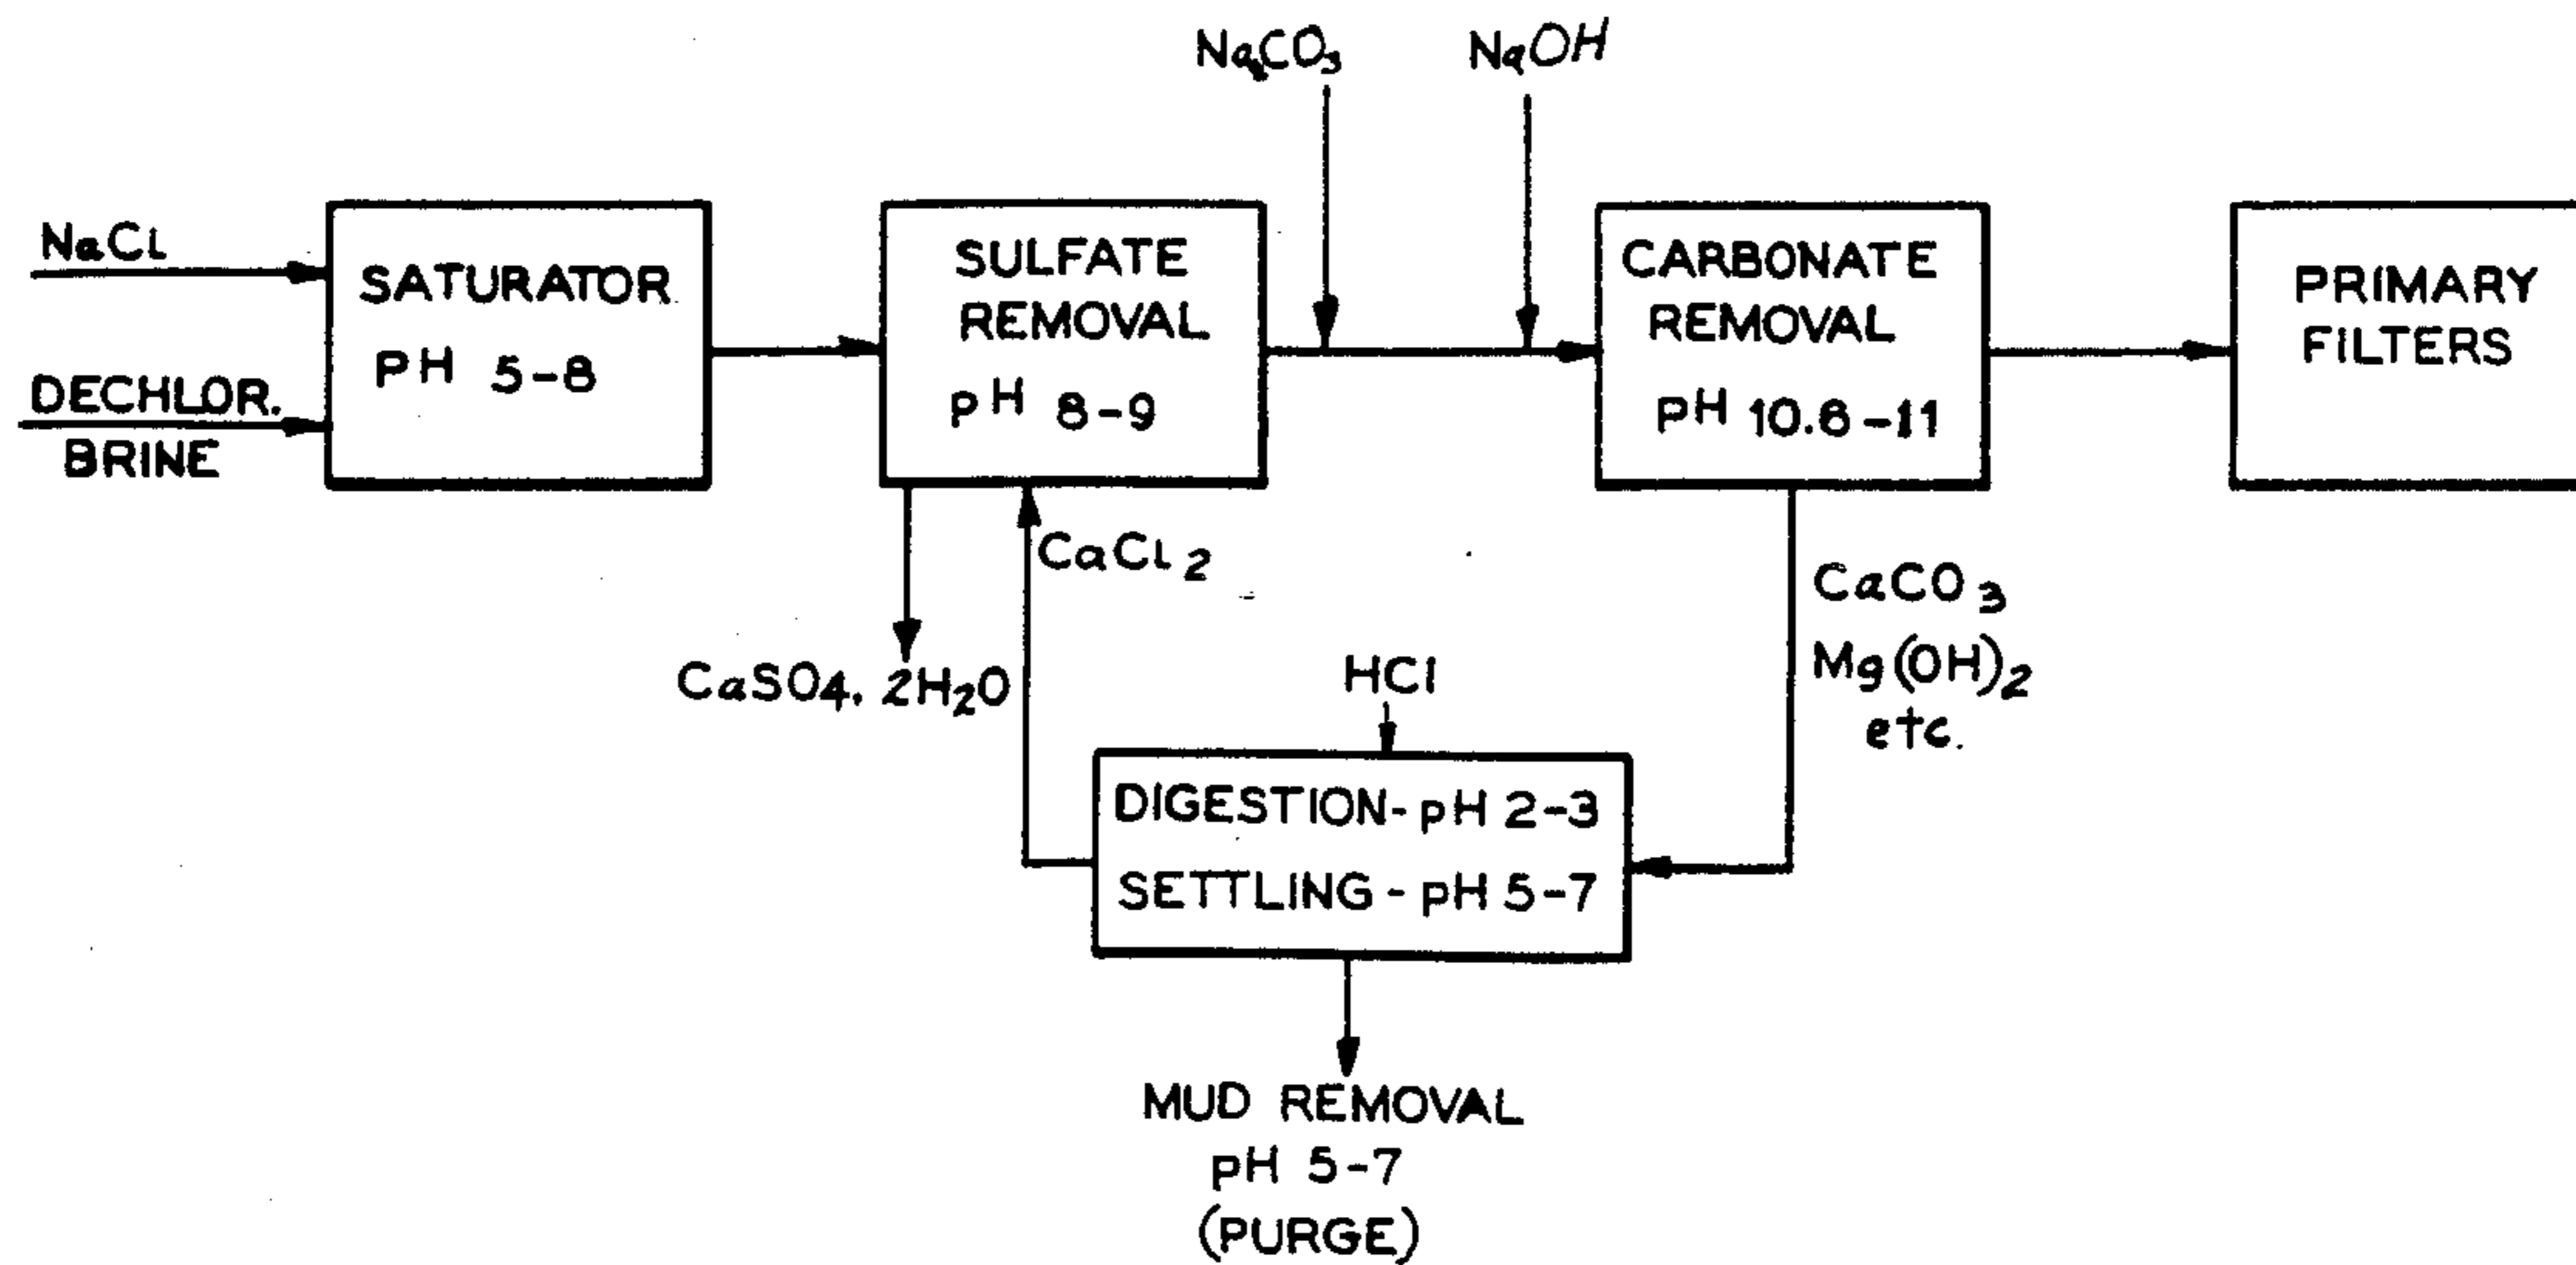 Na₂CO₃
NaOH
NaCl
DECHLOR.
BRINE
SATURATOR
PH 5-8
SULFATE
REMOVAL
pH 8-9
CARBONATE
REMOVAL
PH 10.8-11
PRIMARY
FILTERS
CaCl₂
CaSO4. 2H₂O
CaCO₃
Mg(OH)₂
etc.
HCl
DIGESTION-pH 2-3
SETTLING - pH 5-7
MUD REMOVAL
pH 5-7
(PURGE)